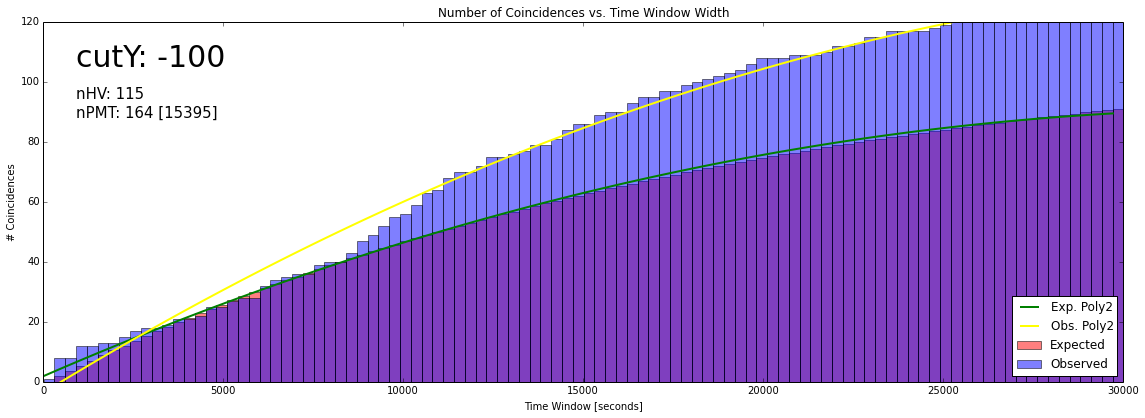 Number of Coincidences vs. Time Window Width
120
100
80
60
40
20
0
# Coincidences
cutY: -100
nHV: 115
nPMT: 164 [15395]
Exp. Poly2
Obs. Poly2
Expected
Observed
0 5000 10000 15000 20000 25000 30000
Time Window [seconds]